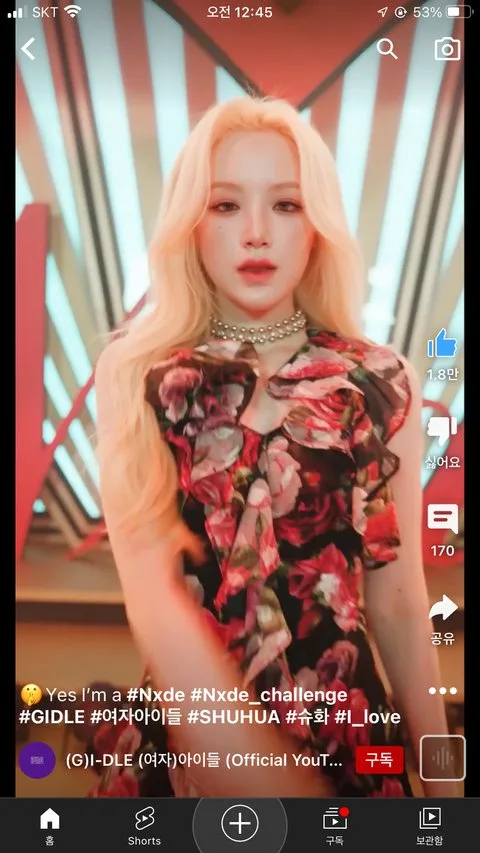 SKT 오전 12:45 53%
1.8만
싫어요
170
공유
🤫 Yes I'm a #Nxde #Nxde_challenge
#GIDLE #여자아이들 #SHUHUA #슈화 #I_love
(G)I-DLE (여자)아이들 (Official YouT... 구독
홈 Shorts 구독 보관함